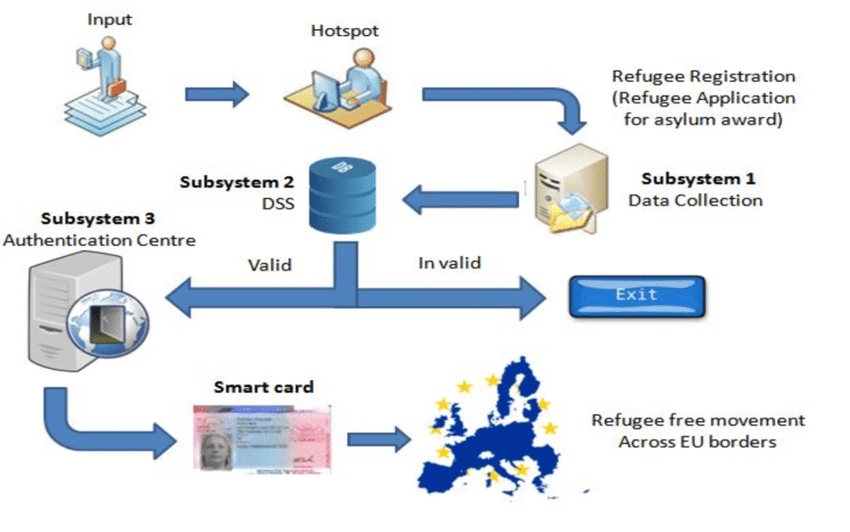 Input
Hotspot
Refugee Registration
(Refugee Application
for asylum award)
Subsystem 1
Data Collection
DB
Subsystem 2
DSS
Subsystem 3
Authentication Centre
Valid
In valid
Exit
Smart card
Refugee free movement
Across EU borders